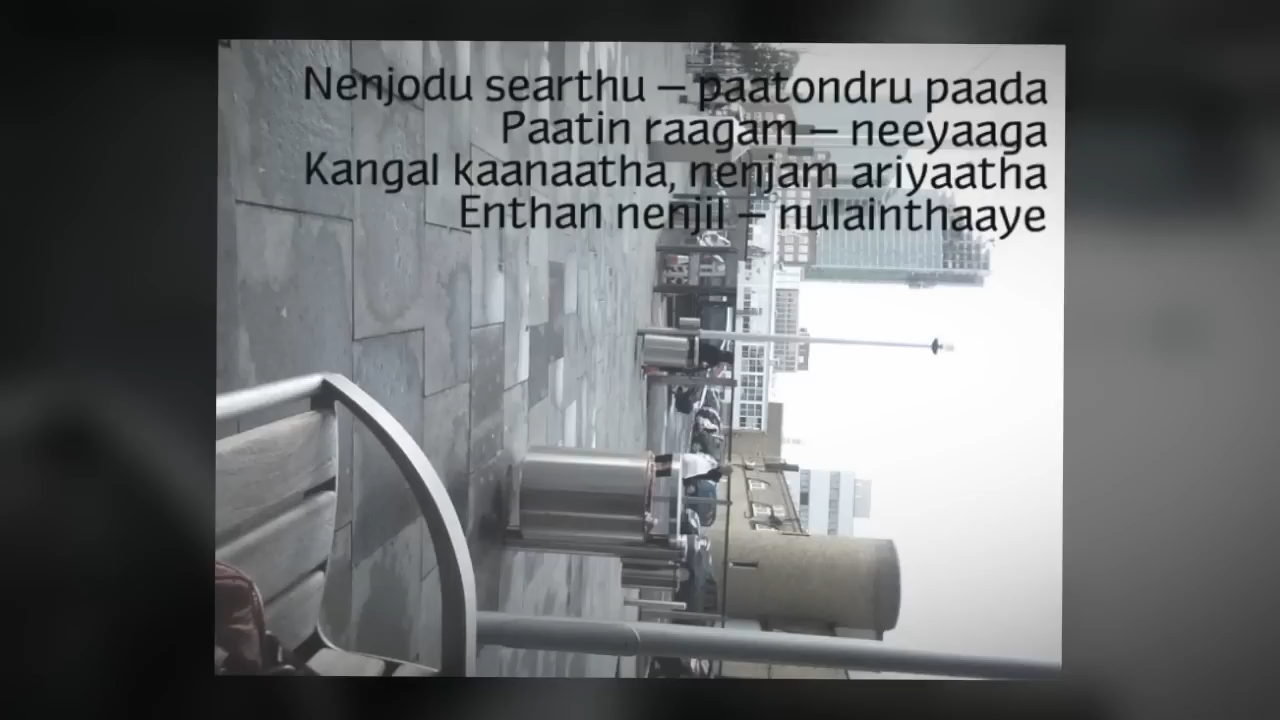 Nenjodu searthu – paatondru paada
Paatin raagam – neeyaaga
Kangal kaanaatha, nenjam ariyaatha
Enthan nenjil – nulainthaaye